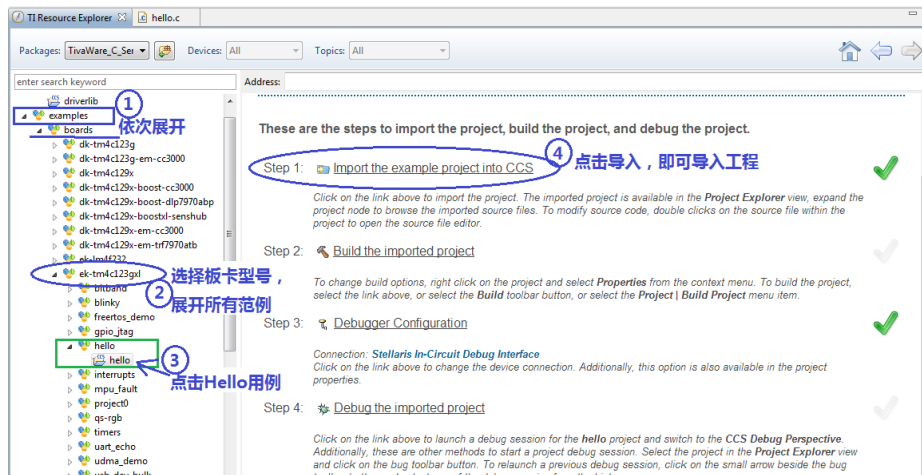 TI Resource Explorer
hello.c
Packages: TivaWare_C_Ser
Devices: All
Topics: All
enter search keyword
Address:
driverlib
①
examples
依次展开
boards
dk-tm4c123g
dk-tm4c123g-em-cc3000
dk-tm4c129x
dk-tm4c129x-boost-cc3000
dk-tm4c129x-boost-dlp7970abp
dk-tm4c129x-boostxl-senshub
dk-tm4c129x-em-cc3000
dk-tm4c129x-em-trf7970atb
ek-lm4f232
ek-tm4c123gxl
选择板卡型号，
②
展开所有范例
bitband
blinky
freertos_demo
gpio_jtag
hello
hello
③
点击Hello用例
interrupts
mpu_fault
project0
qs-rgb
timers
uart_echo
udma_demo
usb_dev_bulk
These are the steps to import the project, build the project, and debug the project.
④
点击导入，即可导入工程
Step 1: Import the example project into CCS
Click on the link above to import the project. The imported project is available in the Project Explorer view, expand the
project node to browse the imported source files. To modify source code, double clicks on the source file within the
project to open the source file editor.
Step 2: Build the imported project
To change build options, right click on the project and select Properties from the context menu. To build the project,
select the link above, or select the Build toolbar button, or select the Project | Build Project menu item.
Step 3: Debugger Configuration
Connection: Stellaris In-Circuit Debug Interface
Click on the link above to change the device connection. Additionally, this option is also available in the project
properties.
Step 4: Debug the imported project
Click on the link above to launch a debug session for the hello project and switch to the CCS Debug Perspective.
Additionally, these are other methods to start a project debug session. Select the project in the Project Explorer view
and click on the bug toolbar button. To relaunch a previous debug session, click on the small arrow beside the bug